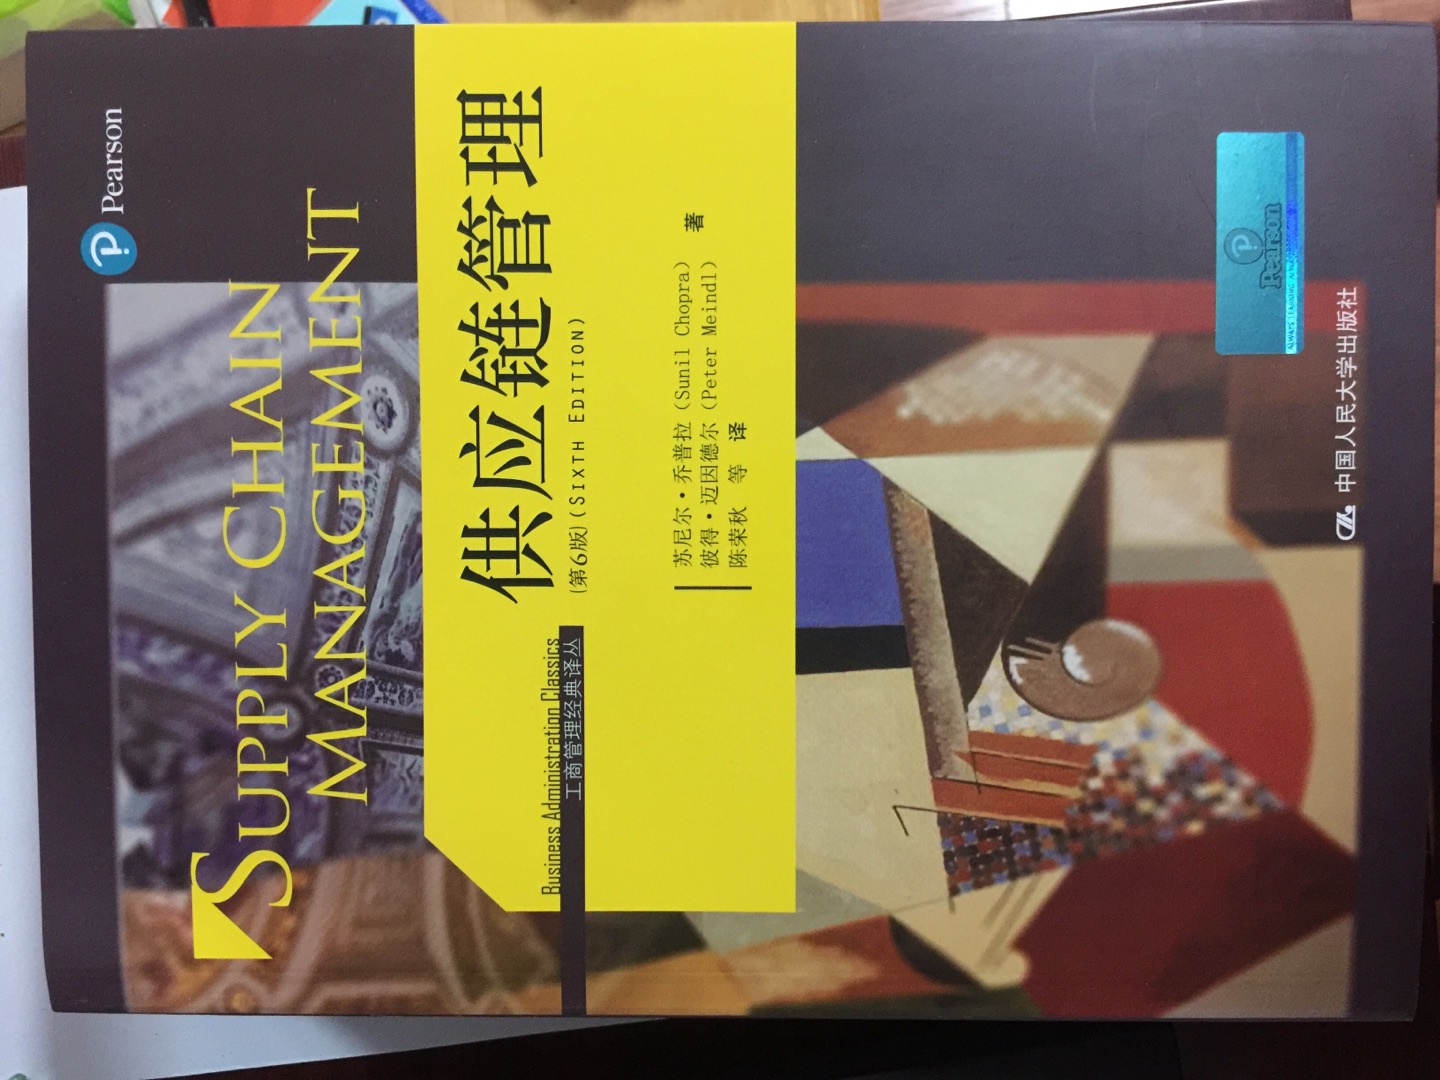 Pearson
SUPPLY CHAIN
MANAGEMENT
供应链管理
(第6版)(SIXTH EDITION)
Business Administration Classics
工商管理经典译丛
苏尼尔·乔普拉(Sunil Chopra)
彼得·迈因德尔(Peter Meindl) 著
陈荣秋 等 译
Pearson
ALWAYS LEARNING
中国人民大学出版社